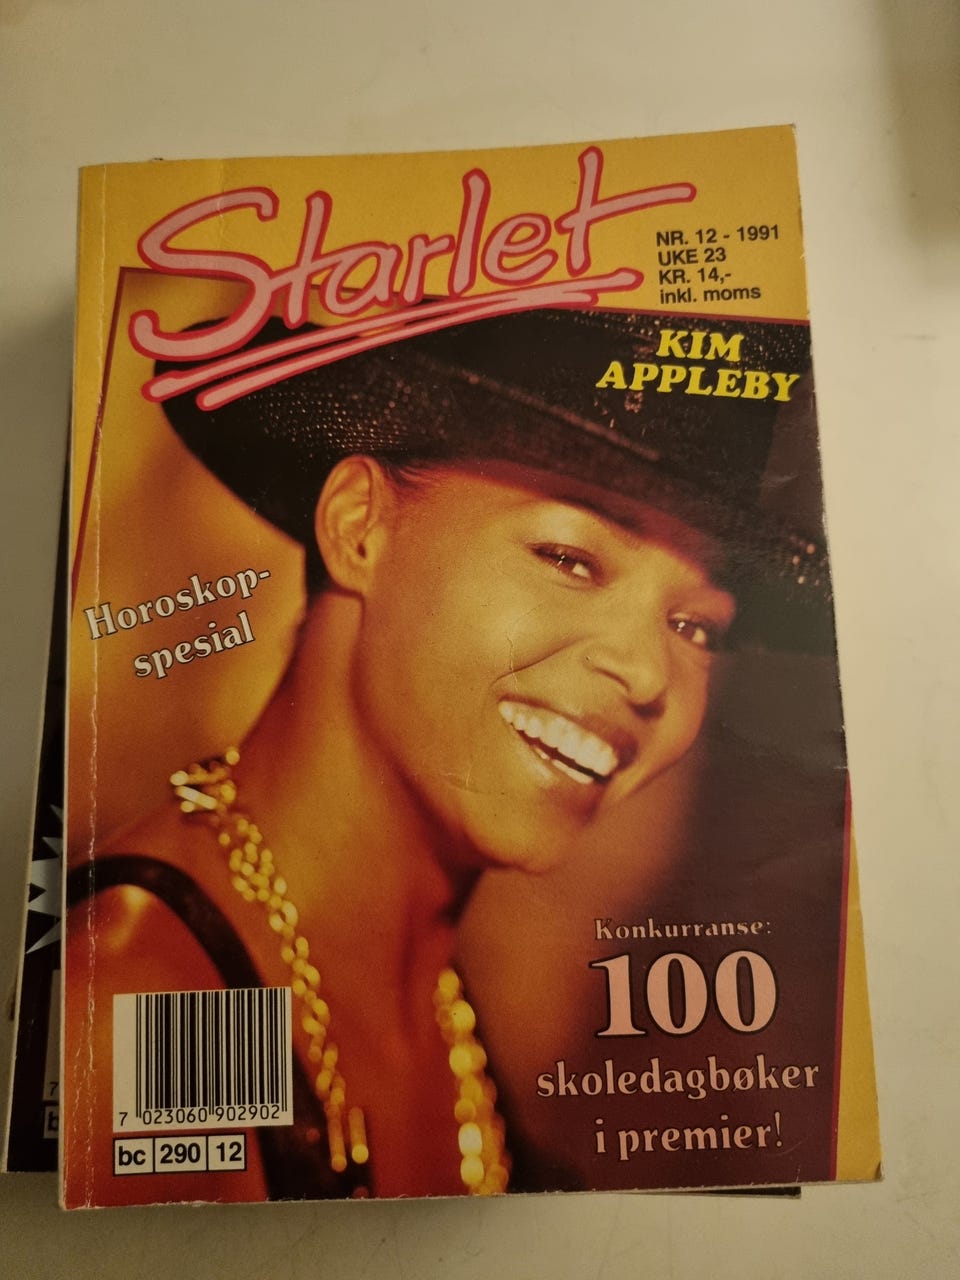 Starlet
NR. 12 - 1991
UKE 23
KR. 14,-
inkl. moms
KIM
APPLEBY
Horoskop-
spesial
Konkurranse:
100
skoledagbøker
i premier!
7 023060 902902
bc 290 12